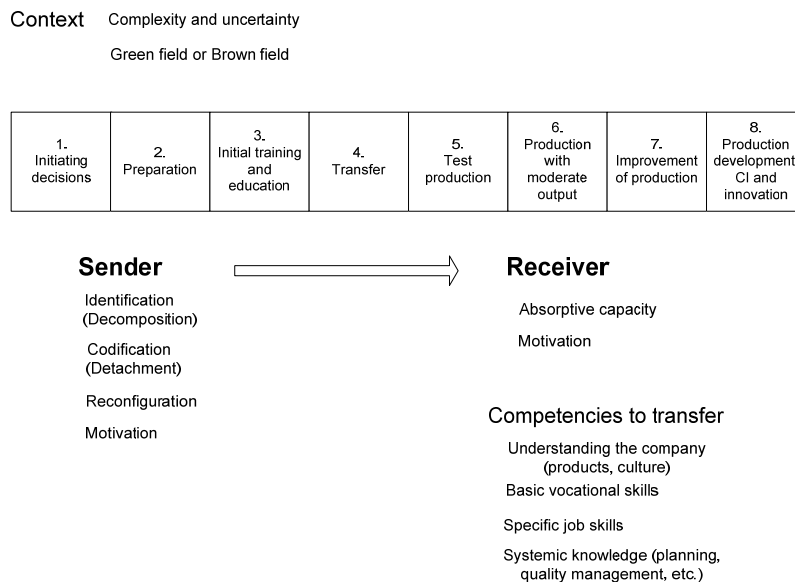 Context
Complexity and uncertainty
Green field or Brown field
1.
Initiating
decisions
2.
Preparation
3.
Initial training
and
education
4.
Transfer
5.
Test
production
6.
Production
with
moderate
output
7.
Improvement
of production
8.
Production
development,
CI and
innovation
Sender
Identification
(Decomposition)
Codification
(Detachment)
Reconfiguration
Motivation
Receiver
Absorptive capacity
Motivation
Competencies to transfer
Understanding the company
(products, culture)
Basic vocational skills
Specific job skills
Systemic knowledge (planning,
quality management, etc.)